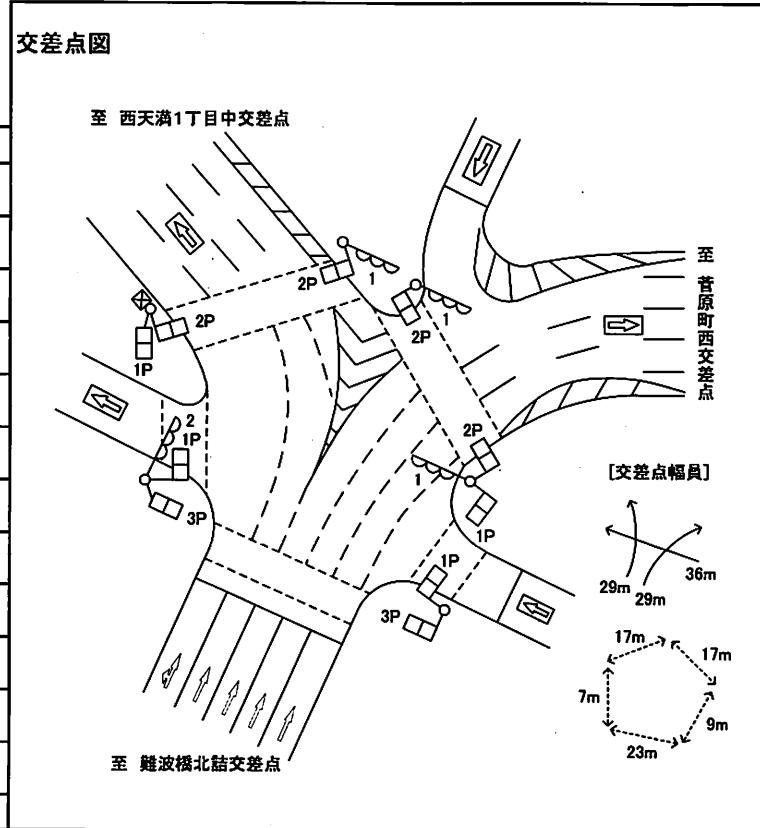 交差点図
至 西天満1丁目中交差点
至菅原町西交差点
1
2P
1
2P
2P
1P
2
1P
3P
2P
1
1P
1P
3P
[交差点幅員]
29m
29m
36m
17m
17m
7m
9m
23m
至 難波橋北詰交差点